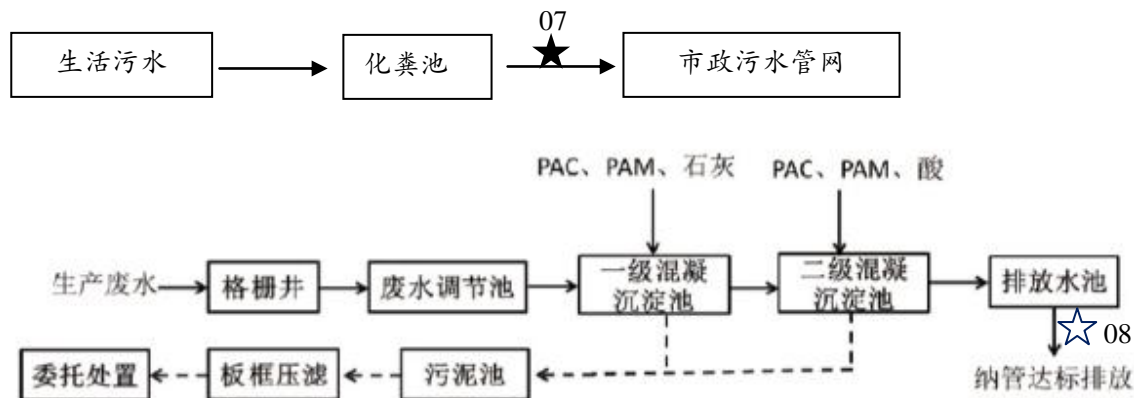 07
生活污水
化粪池
市政污水管网
PAC、PAM、石灰
PAC、PAM、酸
生产废水
格栅井
废水调节池
一级混凝
沉淀池
二级混凝
沉淀池
排放水池
08
委托处置
板框压滤
污泥池
纳管达标排放